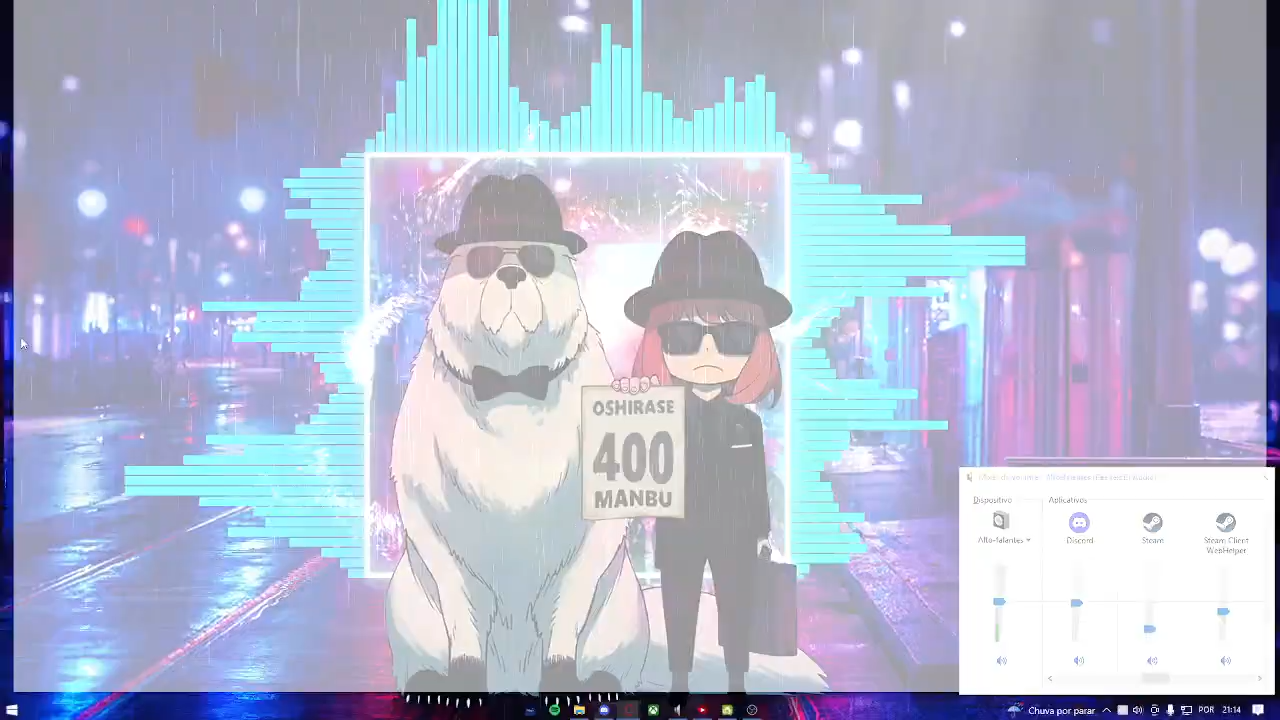 OSHIRASE
400
MANBU
Dispositivo
Aplicativos
Alto-falantes
Discord
Steam
Steam Client
WebHelper
Chuva por parar
POR
21:14